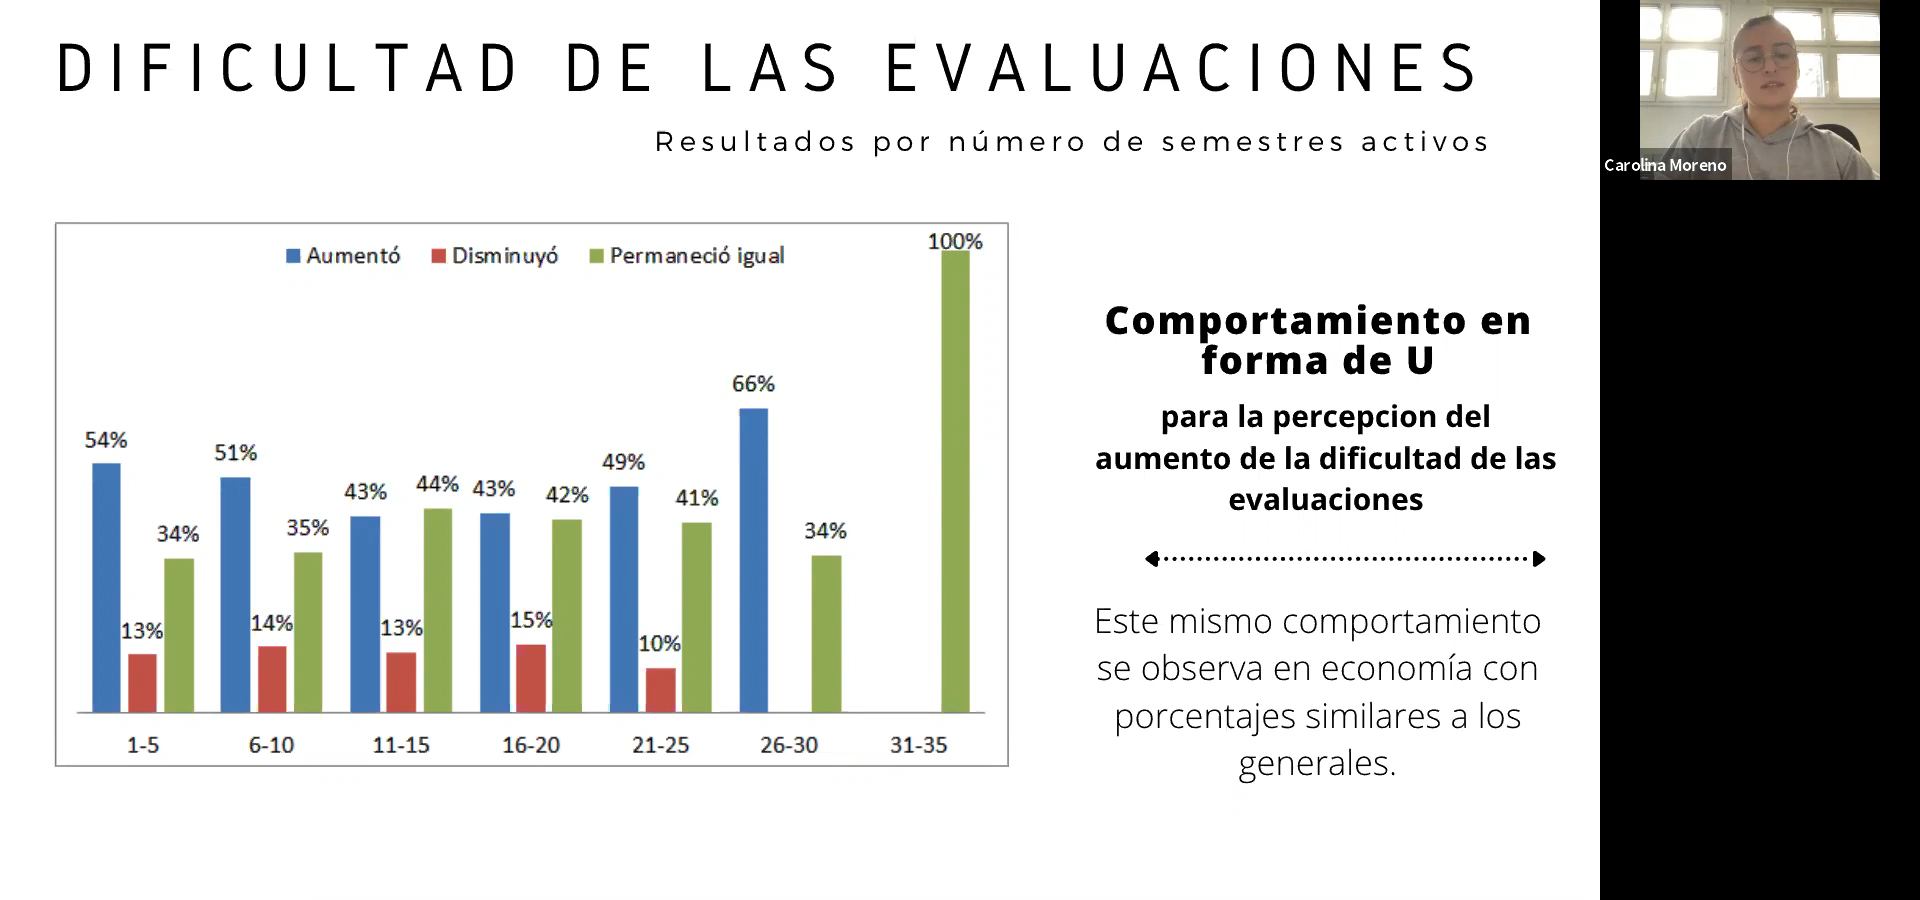 DIFICULTAD DE LAS EVALUACIONES
Resultados por número de semestres activos
Carolina Moreno
Aumentó Disminuyó Permaneció igual
100%
66%
54%
51%
49%
43%
44%
43%
42%
41%
34%
35%
34%
13%
14%
13%
15%
10%
1-5 6-10 11-15 16-20 21-25 26-30 31-35
Comportamiento en
forma de U
para la percepcion del
aumento de la dificultad de las
evaluaciones
Este mismo comportamiento
se observa en economía con
porcentajes similares a los
generales.